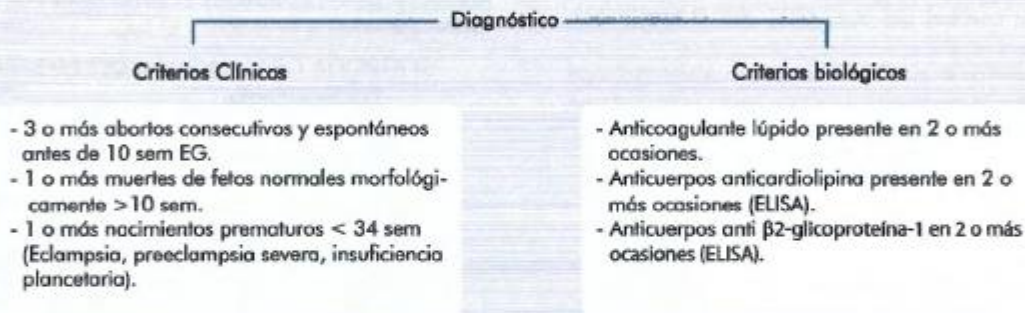 Diagnóstico
Criterios Clínicos
- 3 o más abortos consecutivos y espontáneos
antes de 10 sem EG.
- 1 o más muertes de fetos normales morfológi-
camente >10 sem.
- 1 o más nacimientos prematuros < 34 sem
(Eclampsia, preeclampsia severa, insuficiencia
plancetaria).
Criterios biológicos
- Anticoagulante lúpido presente en 2 o más
ocasiones.
- Anticuerpos anticardiolipina presente en 2 o
más ocasiones (ELISA).
- Anticuerpos anti β2-glicoproteína-1 en 2 o más
ocasiones (ELISA).